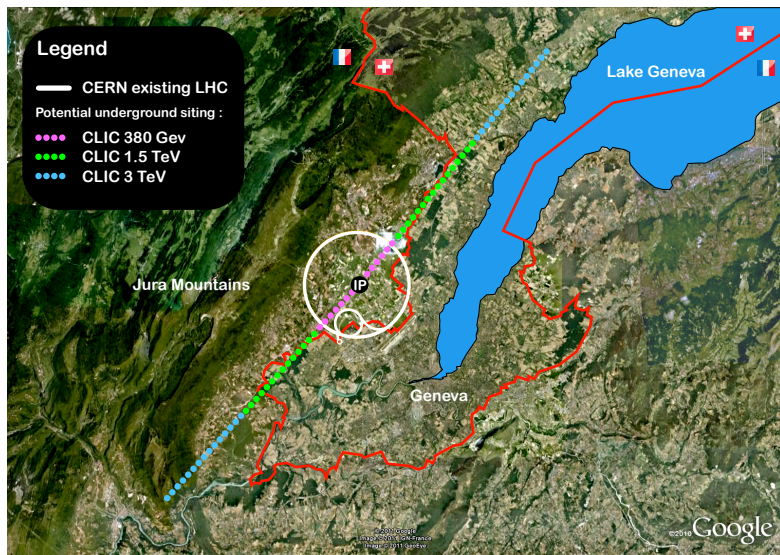 Legend
CERN existing LHC
Potential underground siting :
CLIC 380 Gev
CLIC 1.5 TeV
CLIC 3 TeV
Lake Geneva
IP
Jura Mountains
Geneva
©2010 Google